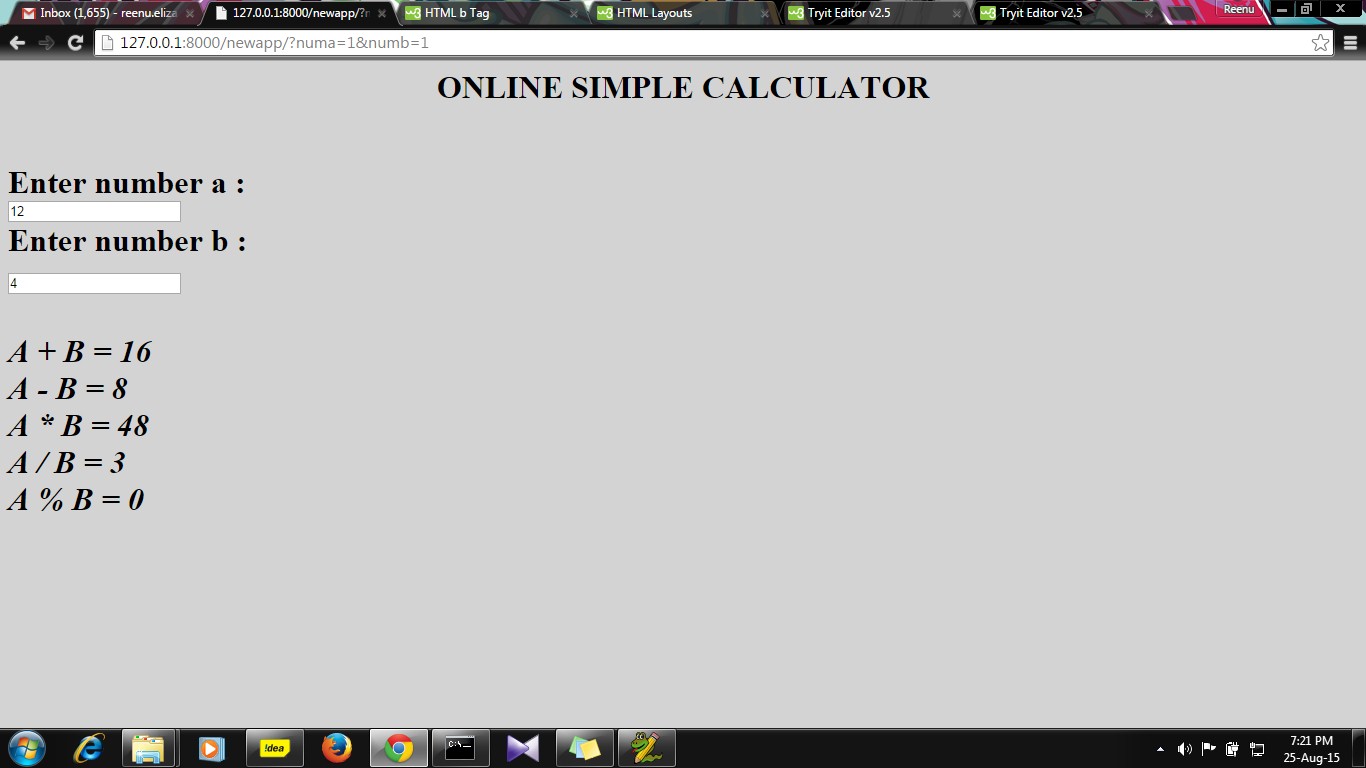 Inbox (1,655) - reenu.eliza
127.0.0.1:8000/newapp/?n
HTML b Tag
HTML Layouts
Tryit Editor v2.5
Tryit Editor v2.5
Reenu
127.0.0.1:8000/newapp/?numa=1&numb=1
ONLINE SIMPLE CALCULATOR
Enter number a :
12
Enter number b :
4
A + B = 16
A - B = 8
A * B = 48
A / B = 3
A % B = 0
!dea
7:21 PM
25-Aug-15